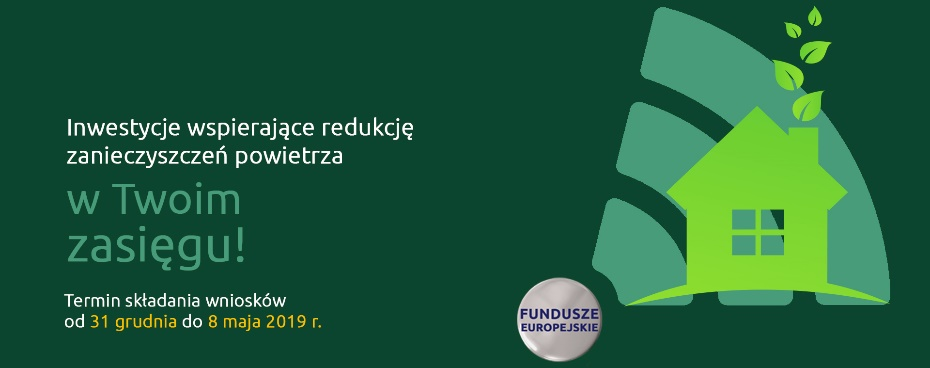 Inwestycje wspierające redukcję
zanieczyszczeń powietrza
w Twoim
zasięgu!
Termin składania wniosków
od 31 grudnia do 8 maja 2019 r.
FUNDUSZE
EUROPEJSKIE